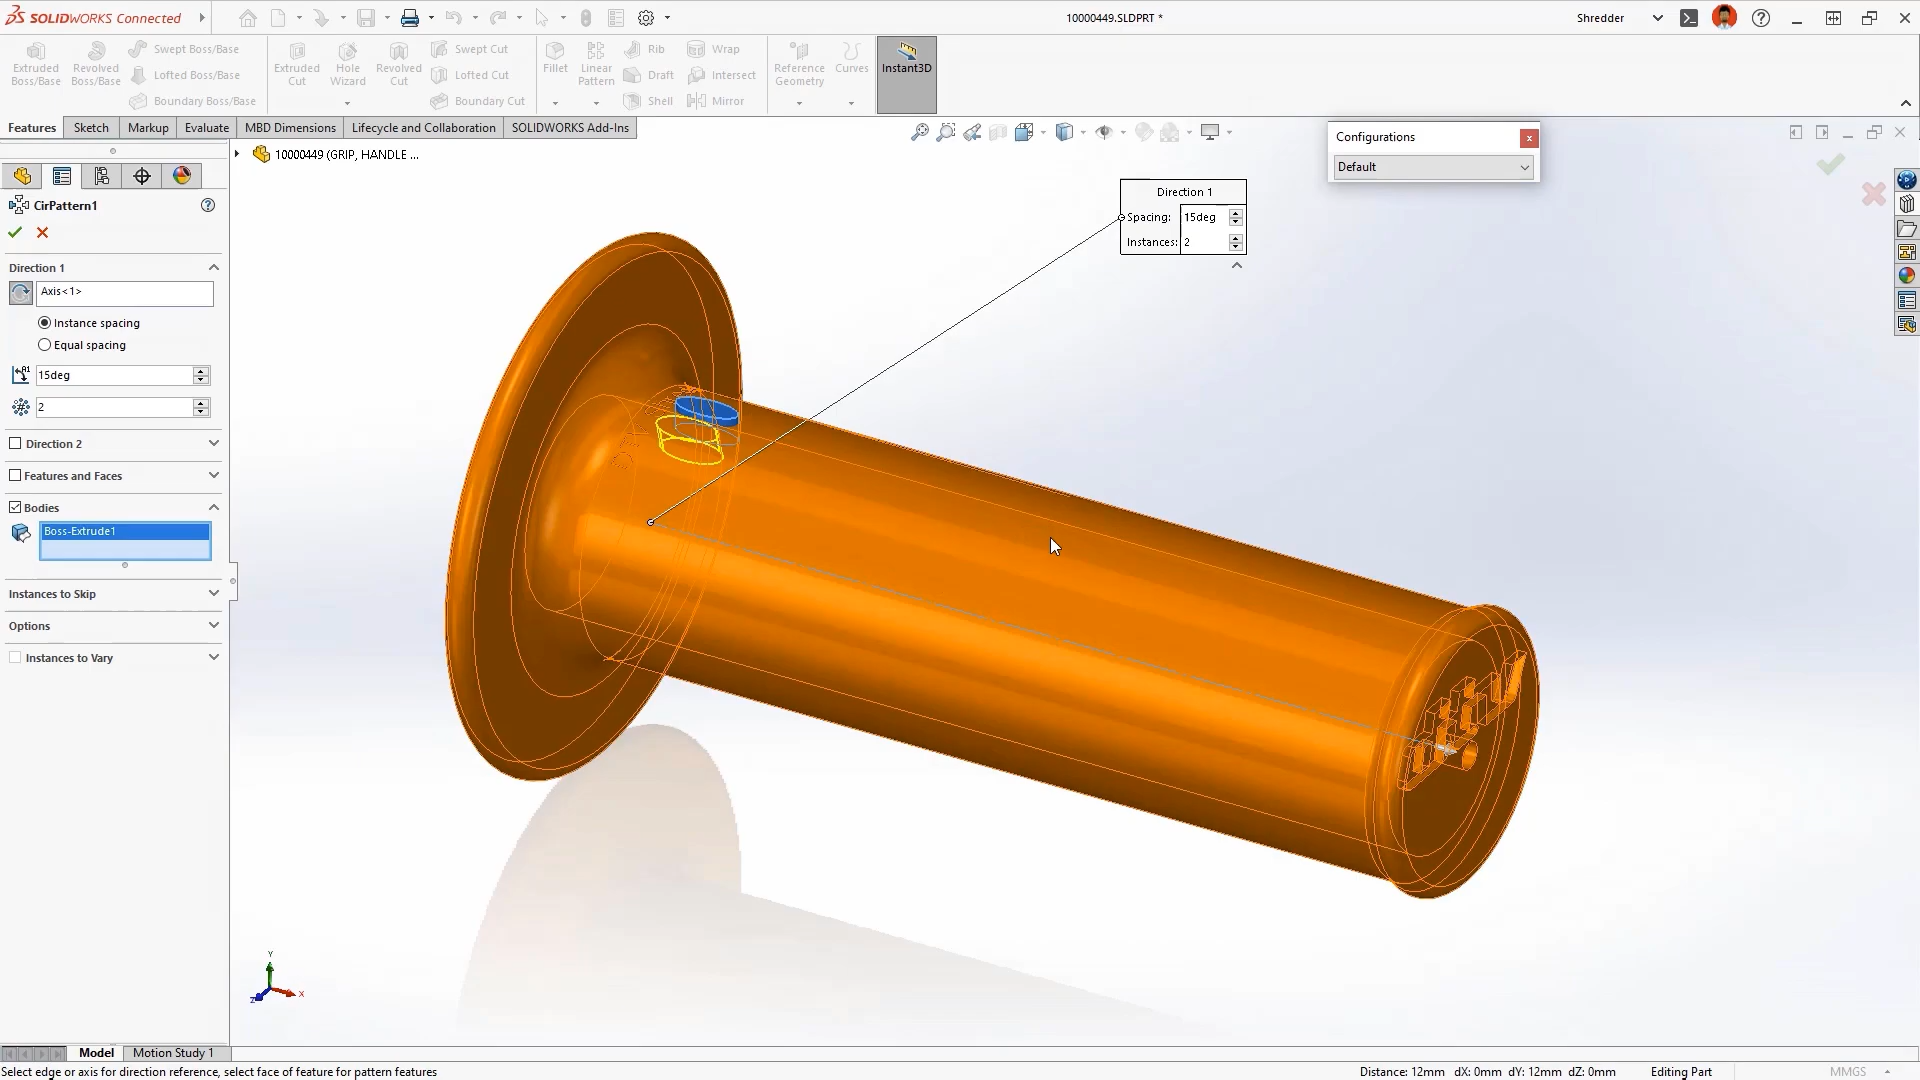 SOLIDWORKS Connected
10000449.SLDPRT *
Shredder
Extruded Boss/Base
Revolved Boss/Base
Swept Boss/Base
Lofted Boss/Base
Boundary Boss/Base
Extruded Cut
Hole Wizard
Revolved Cut
Swept Cut
Lofted Cut
Boundary Cut
Fillet
Linear Pattern
Rib
Draft
Shell
Wrap
Intersect
Mirror
Reference Geometry
Curves
Instant3D
Features
Sketch
Markup
Evaluate
MBD Dimensions
Lifecycle and Collaboration
SOLIDWORKS Add-Ins
10000449 (GRIP, HANDLE ...
Configurations
Default
CirPattern1
Direction 1
Axis<1>
Instance spacing
Equal spacing
15deg
2
Direction 2
Features and Faces
Bodies
Boss-Extrude1
Instances to Skip
Options
Instances to Vary
Direction 1
Spacing: 15deg
Instances: 2
Y
X
Z
Model
Motion Study 1
Select edge or axis for direction reference, select face of feature for pattern features
Distance: 12mm dX: 0mm dY: 12mm dZ: 0mm
Editing Part
MMGS